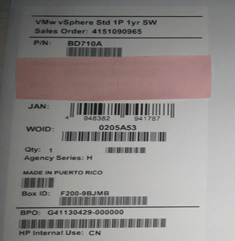 VMw vSphere Std 1P 1yr SW
Sales Order: 4151090965
P/N: BD710A
JAN:
4 948382 941787
WOID: 0205A53
Qty: 1
Agency Series: H
MADE IN PUERTO RICO
Box ID: F200-9BJMB
BPO: G41130429-000000
HP Internal Use: CN